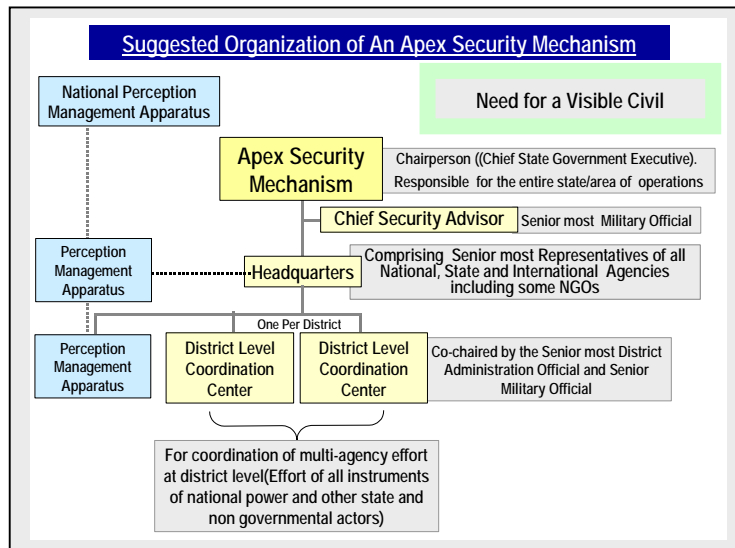 Suggested Organization of An Apex Security Mechanism
National Perception
Management Apparatus
Need for a Visible Civil
Apex Security
Mechanism
Chairperson ((Chief State Government Executive).
Responsible for the entire state/area of operations
Chief Security Advisor
Senior most Military Official
Perception
Management
Apparatus
Headquarters
Comprising Senior most Representatives of all
National, State and International Agencies
including some NGOs
One Per District
Perception
Management
Apparatus
District Level
Coordination
Center
District Level
Coordination
Center
Co-chaired by the Senior most District
Administration Official and Senior
Military Official
For coordination of multi-agency effort
at district level(Effort of all instruments
of national power and other state and
non governmental actors)